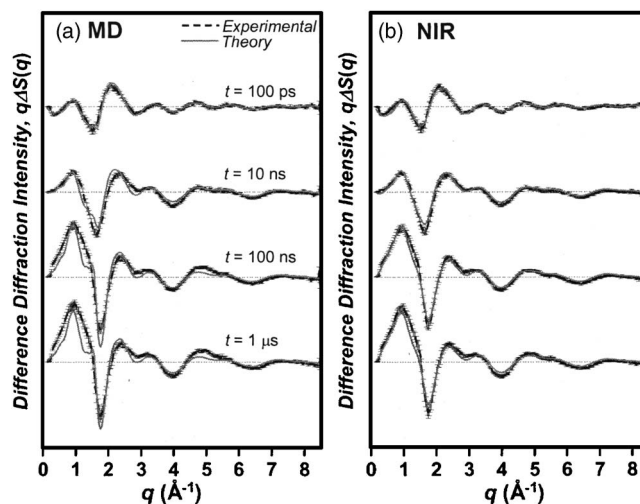 (a) MD
Experimental
Theory
t = 100 ps
t = 10 ns
t = 100 ns
t = 1 μs
Difference Diffraction Intensity, qΔS(q)
0 1 2 3 4 5 6 7 8
q (Å⁻¹)
(b) NIR
Difference Diffraction Intensity, qΔS(q)
0 1 2 3 4 5 6 7 8
q (Å⁻¹)